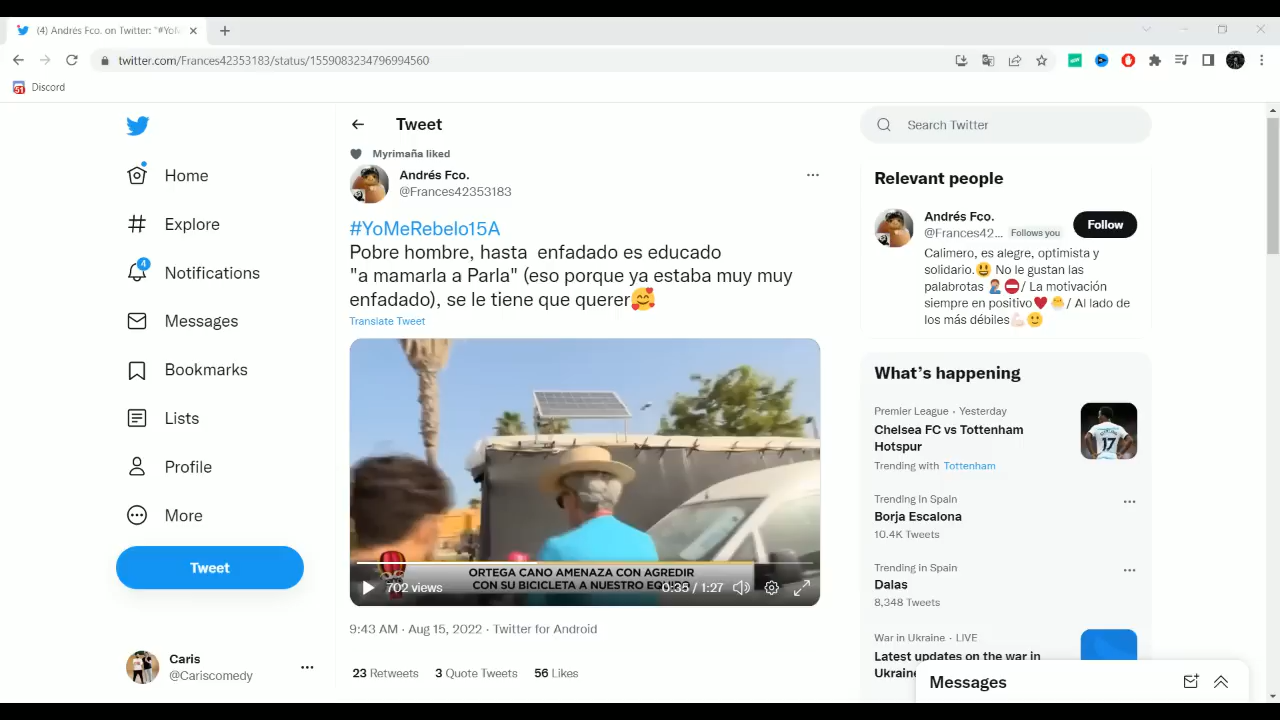 (4) Andrés Fco. on Twitter: "#YoM
twitter.com/Frances42353183/status/1559083234796994560
Discord
Home
Explore
4
Notifications
Messages
Bookmarks
Lists
Profile
More
Tweet
Caris
@Cariscomedy
Tweet
Myrimaña liked
Andrés Fco.
@Frances42353183
#YoMeRebelo15A
Pobre hombre, hasta enfadado es educado
"a mamarla a Parla" (eso porque ya estaba muy muy
enfadado), se le tiene que querer🥰
Translate Tweet
ORTEGA CANO AMENAZA CON AGREDIR
CON SU BICICLETA A NUESTRO
702 views
0:35 / 1:27
9:43 AM · Aug 15, 2022 · Twitter for Android
23 Retweets 3 Quote Tweets 56 Likes
Search Twitter
Relevant people
Andrés Fco.
@Frances42... Follows you
Follow
Calimero, es alegre, optimista y
solidario.😃 No le gustan las
palabrotas 🤦🏽‍♂️⛔/ La motivación
siempre en positivo♥️🐥/ Al lado de
los más débiles💪🏻🙂
What's happening
Premier League · Yesterday
Chelsea FC vs Tottenham
Hotspur
17
Trending with Tottenham
Trending in Spain
Borja Escalona
10.4K Tweets
Trending in Spain
Dalas
8,348 Tweets
War in Ukraine · LIVE
Latest updates on the war in
Ukraine
Messages